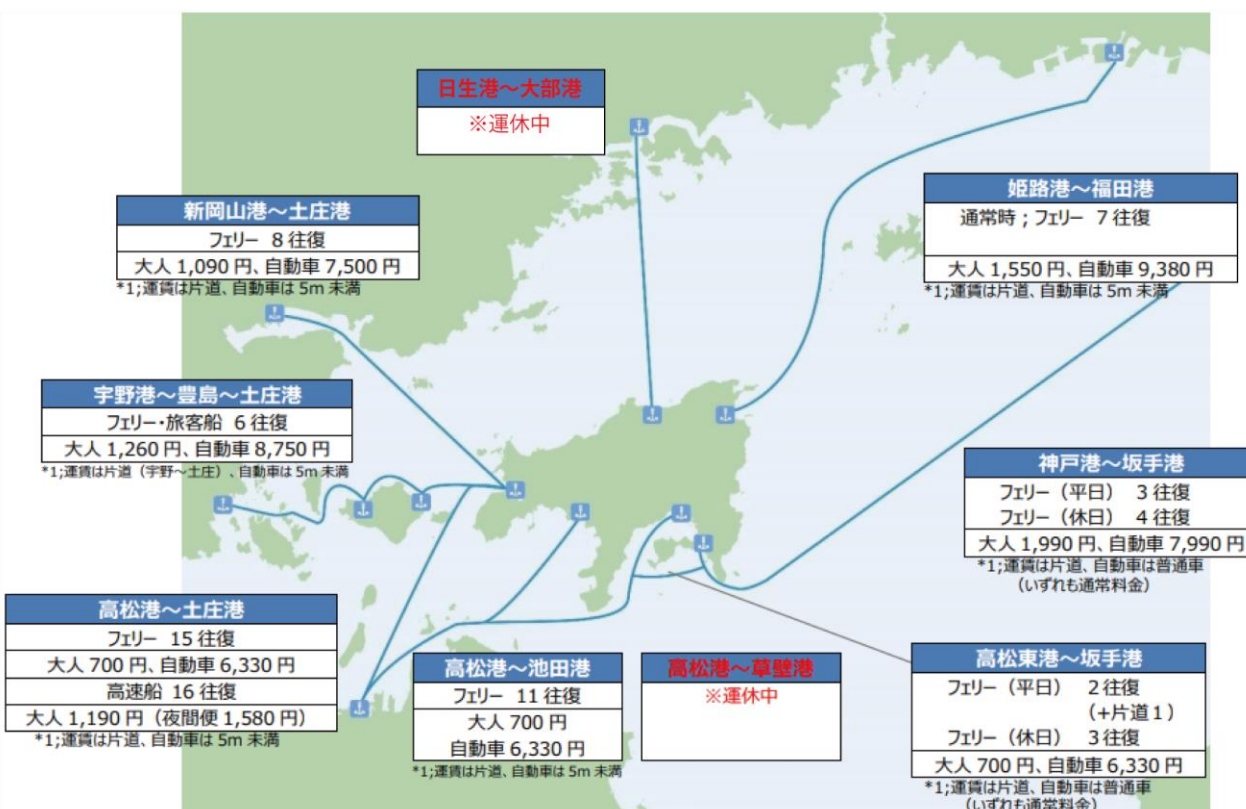 日生港～大部港
※運休中
新岡山港～土庄港
フェリー 8 往復
大人 1,090 円、自動車 7,500 円
*1;運賃は片道、自動車は 5m 未満
姫路港～福田港
通常時；フェリー 7 往復
大人 1,550 円、自動車 9,380 円
*1;運賃は片道、自動車は 5m 未満
宇野港～豊島～土庄港
フェリー・旅客船 6 往復
大人 1,260 円、自動車 8,750 円
*1;運賃は片道（宇野～土庄）、自動車は 5m 未満
神戸港～坂手港
フェリー（平日） 3 往復
フェリー（休日） 4 往復
大人 1,990 円、自動車 7,990 円
*1;運賃は片道、自動車は普通車
（いずれも通常料金）
高松港～土庄港
フェリー 15 往復
大人 700 円、自動車 6,330 円
高速船 16 往復
大人 1,190 円（夜間便 1,580 円）
*1;運賃は片道、自動車は 5m 未満
高松港～池田港
フェリー 11 往復
大人 700 円
自動車 6,330 円
*1;運賃は片道、自動車は 5m 未満
高松港～草壁港
※運休中
高松東港～坂手港
フェリー（平日） 2 往復
（+片道 1）
フェリー（休日） 3 往復
大人 700 円、自動車 6,330 円
*1;運賃は片道、自動車は普通車
（いずれも通常料金）